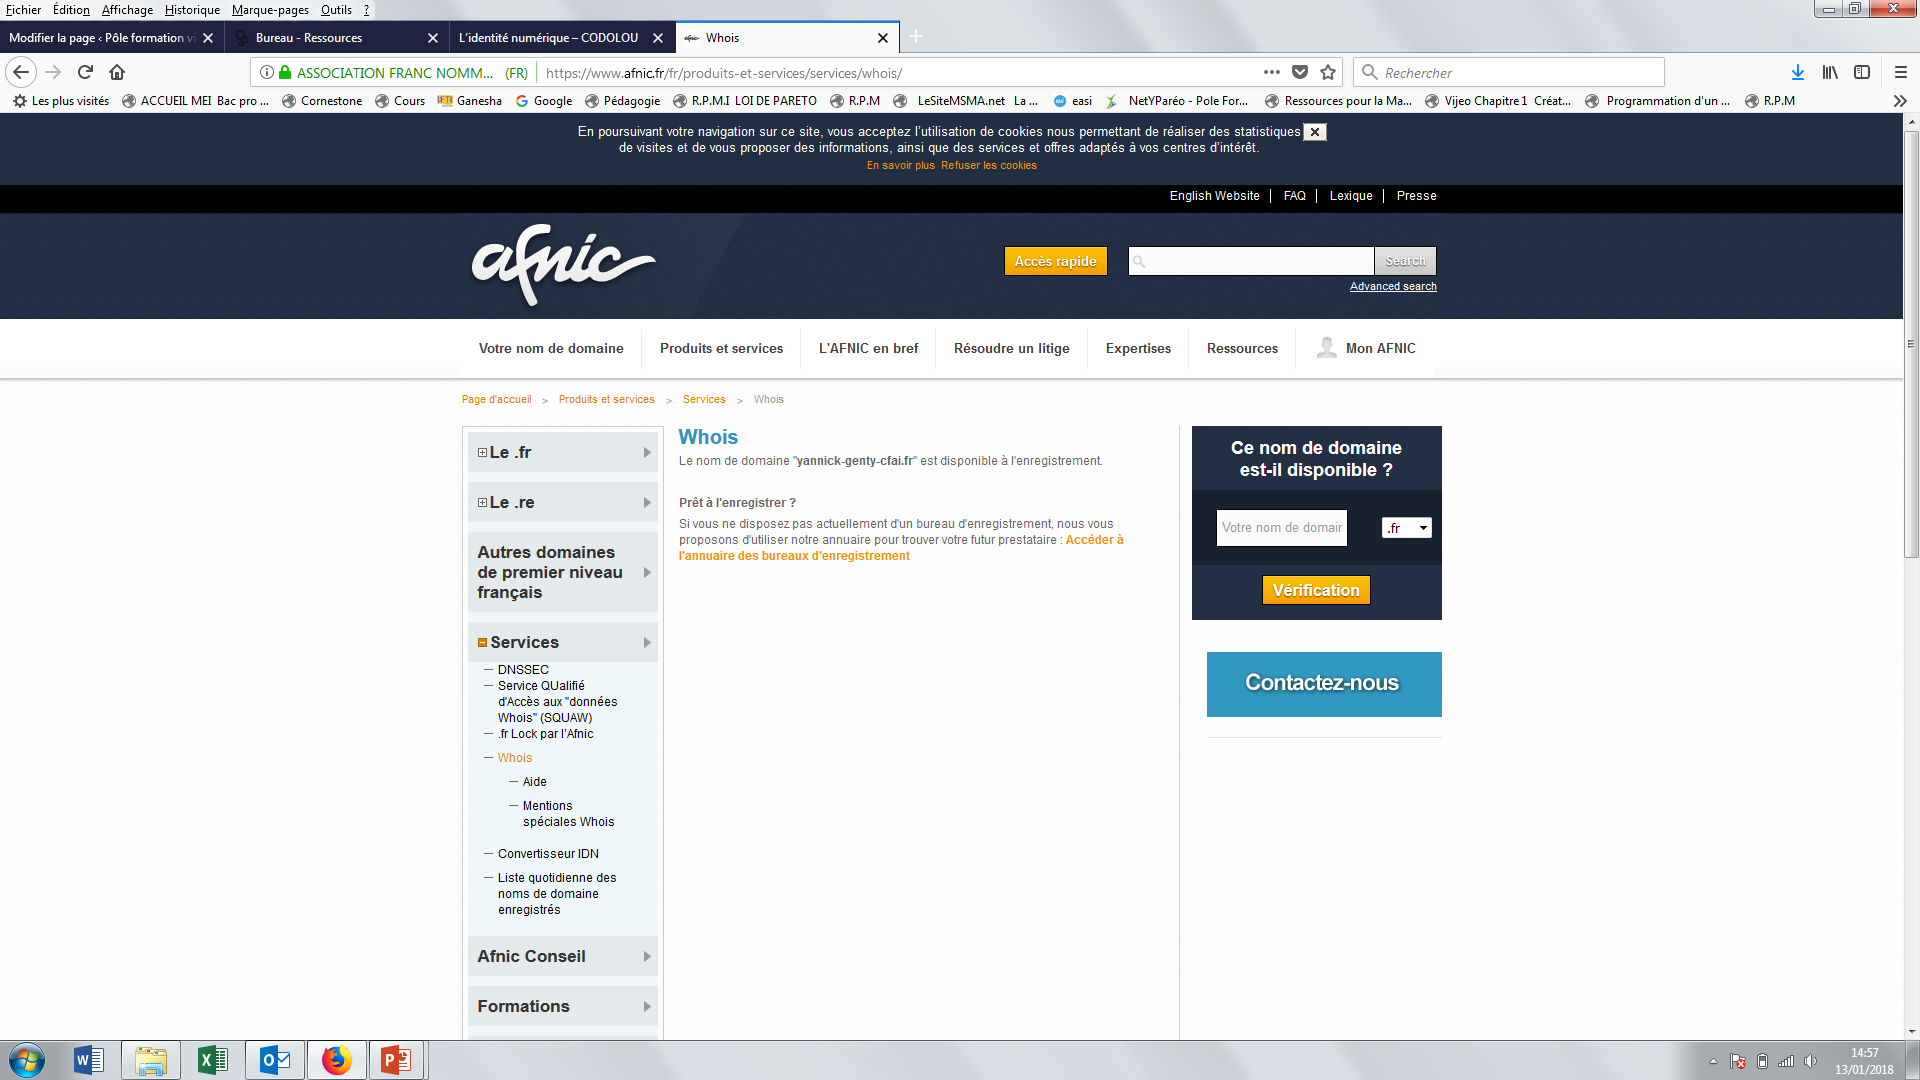 Fichier Édition Affichage Historique Marque-pages Outils ?
Modifier la page ‹ Pôle formation vi
Bureau - Ressources
L'identité numérique – CODOLOU
Whois
ASSOCIATION FRANC NOMM... (FR)
https://www.afnic.fr/fr/produits-et-services/services/whois/
Rechercher
Les plus visités
ACCUEIL MEI Bac pro ...
Cornestone
Cours
Ganesha
Google
Pédagogie
R.P.M.I LOI DE PARETO
R.P.M
LeSiteMSMA.net La ...
easi
NetYParéo - Pole For...
Ressources pour la Ma...
Vijeo Chapitre 1 Créat...
Programmation d'un ...
R.P.M
En poursuivant votre navigation sur ce site, vous acceptez l'utilisation de cookies nous permettant de réaliser des statistiques
de visites et de vous proposer des informations, ainsi que des services et offres adaptés à vos centres d'intérêt.
En savoir plus Refuser les cookies
English Website
FAQ
Lexique
Presse
afnic
Accès rapide
Search
Advanced search
Votre nom de domaine
Produits et services
L'AFNIC en bref
Résoudre un litige
Expertises
Ressources
Mon AFNIC
Page d'accueil > Produits et services > Services > Whois
Le .fr
Le .re
Autres domaines
de premier niveau
français
Services
DNSSEC
Service QUalifié
d'Accès aux "données
Whois" (SQUAW)
.fr Lock par l'Afnic
Whois
Aide
Mentions
spéciales Whois
Convertisseur IDN
Liste quotidienne des
noms de domaine
enregistrés
Afnic Conseil
Formations
Whois
Le nom de domaine "yannick-genty-cfai.fr" est disponible à l'enregistrement.
Prêt à l'enregistrer ?
Si vous ne disposez pas actuellement d'un bureau d'enregistrement, nous vous
proposons d'utiliser notre annuaire pour trouver votre futur prestataire : Accéder à
l'annuaire des bureaux d'enregistrement
Ce nom de domaine
est-il disponible ?
Votre nom de domair
.fr
Vérification
Contactez-nous
14:57
13/01/2018